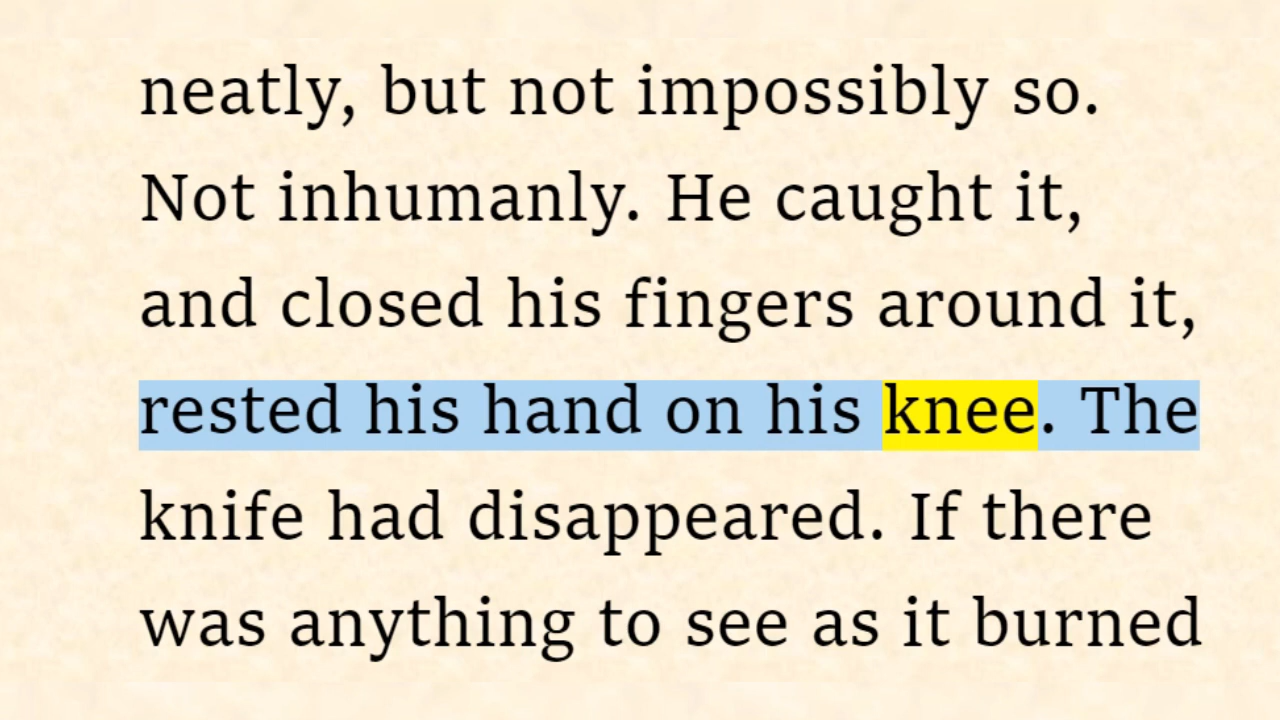 neatly, but not impossibly so.
Not inhumanly. He caught it,
and closed his fingers around it,
rested his hand on his knee. The
knife had disappeared. If there
was anything to see as it burned